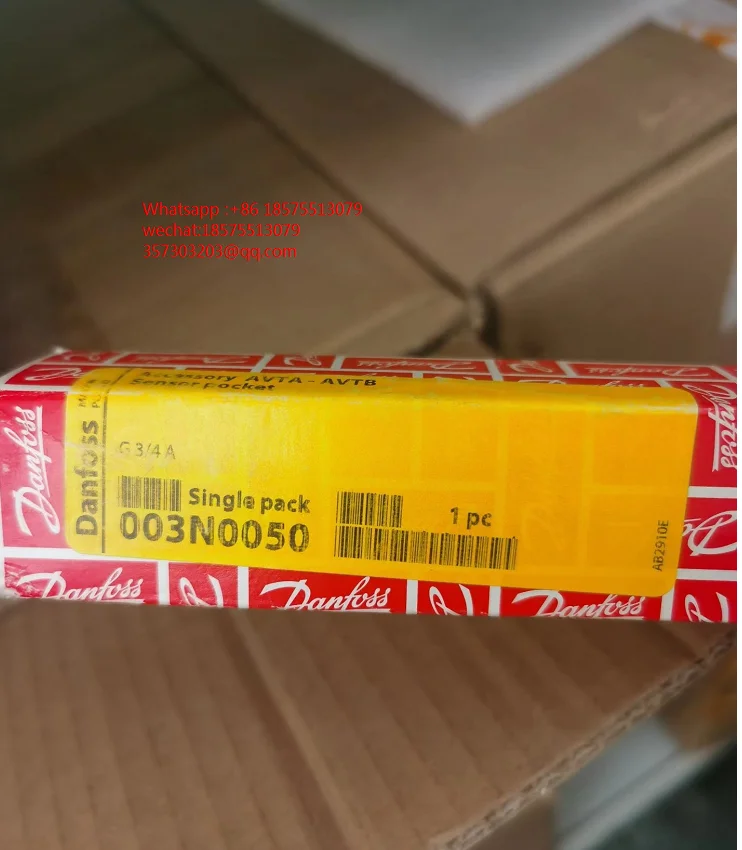 Whatsapp :+86 18575513079
wechat:18575513079
357303203@qq.com
Danfoss
Danfoss
Accessory AVTA - AVTB
Sensor pocket
G 3/4 A
Danfoss
Single pack
003N0050
1 pc
AB2910E
Danfoss
Danfoss
Danfoss
Danfoss